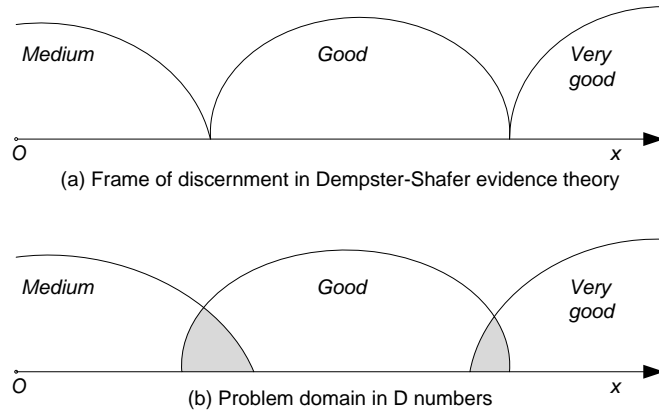 Medium Good Very
good
O x
(a) Frame of discernment in Dempster-Shafer evidence theory
Medium Good Very
good
O x
(b) Problem domain in D numbers